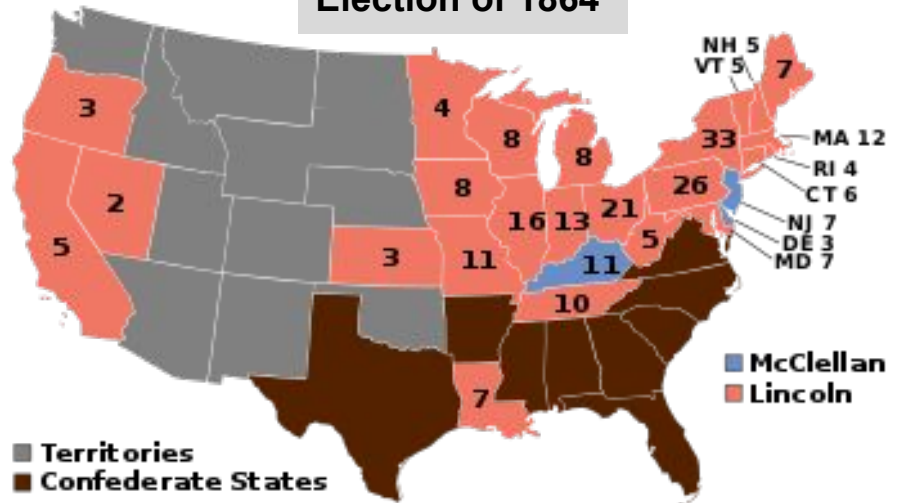 Election of 1864
NH 5
VT 5
7
3
4
33
MA 12
8
8
RI 4
26
CT 6
8
2
21
16
13
NJ 7
5
5
DE 3
3
11
11
MD 7
10
McClellan
Lincoln
7
Territories
Confederate States